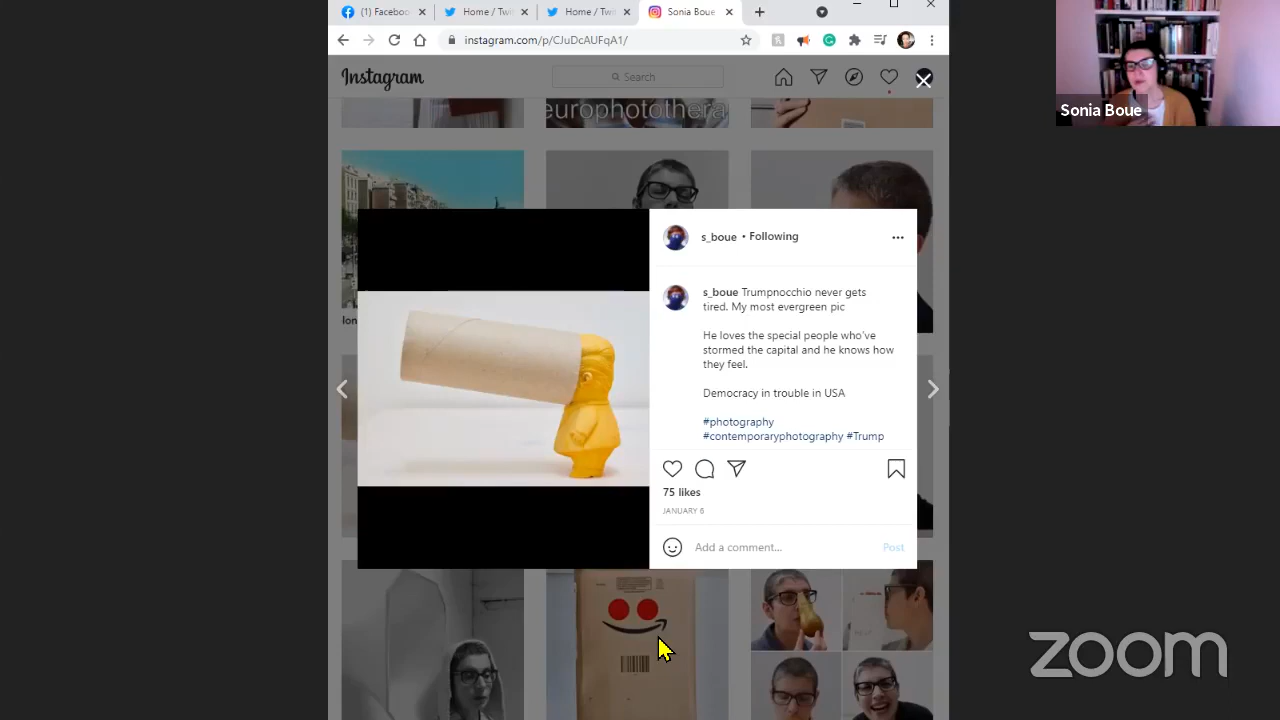 (1) Faceboo
Home / Twit
Home / Twit
Sonia Boue
instagram.com/p/CJuDcAUFqA1/
Instagram
Search
Sonia Boue
europhotothera
s_boue • Following
s_boue Trumpnocchio never gets
tired. My most evergreen pic
He loves the special people who've
stormed the capital and he knows how
they feel.
Democracy in trouble in USA
#photography
#contemporaryphotography #Trump
75 likes
JANUARY 6
Add a comment...
Post
zoom